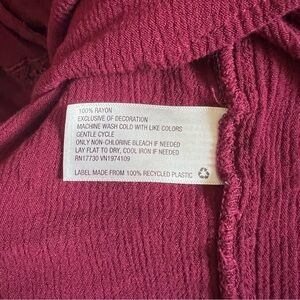 100% RAYON
EXCLUSIVE OF DECORATION
MACHINE WASH COLD WITH LIKE COLORS
GENTLE CYCLE
ONLY NON-CHLORINE BLEACH IF NEEDED
LAY FLAT TO DRY, COOL IRON IF NEEDED
RN17730 VN1974109
LABEL MADE FROM 100% RECYCLED PLASTIC